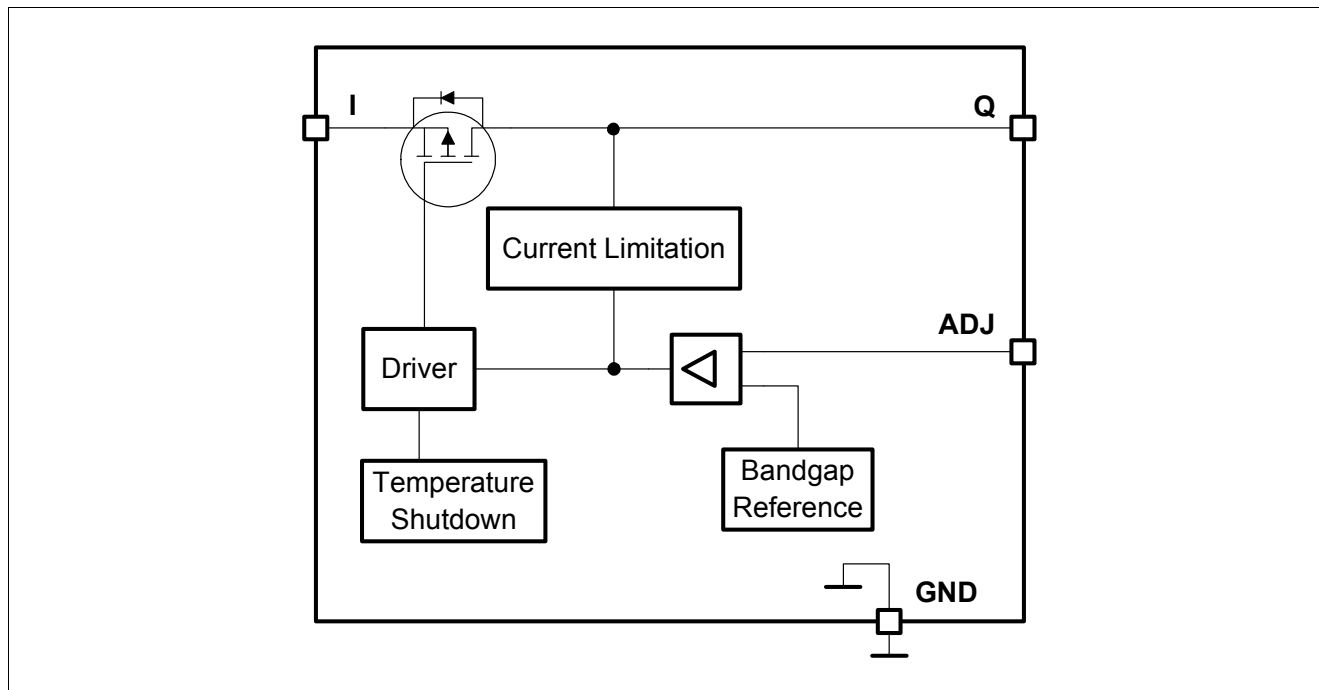 I
Q
Current Limitation
ADJ
Driver
Temperature
Shutdown
Bandgap
Reference
GND